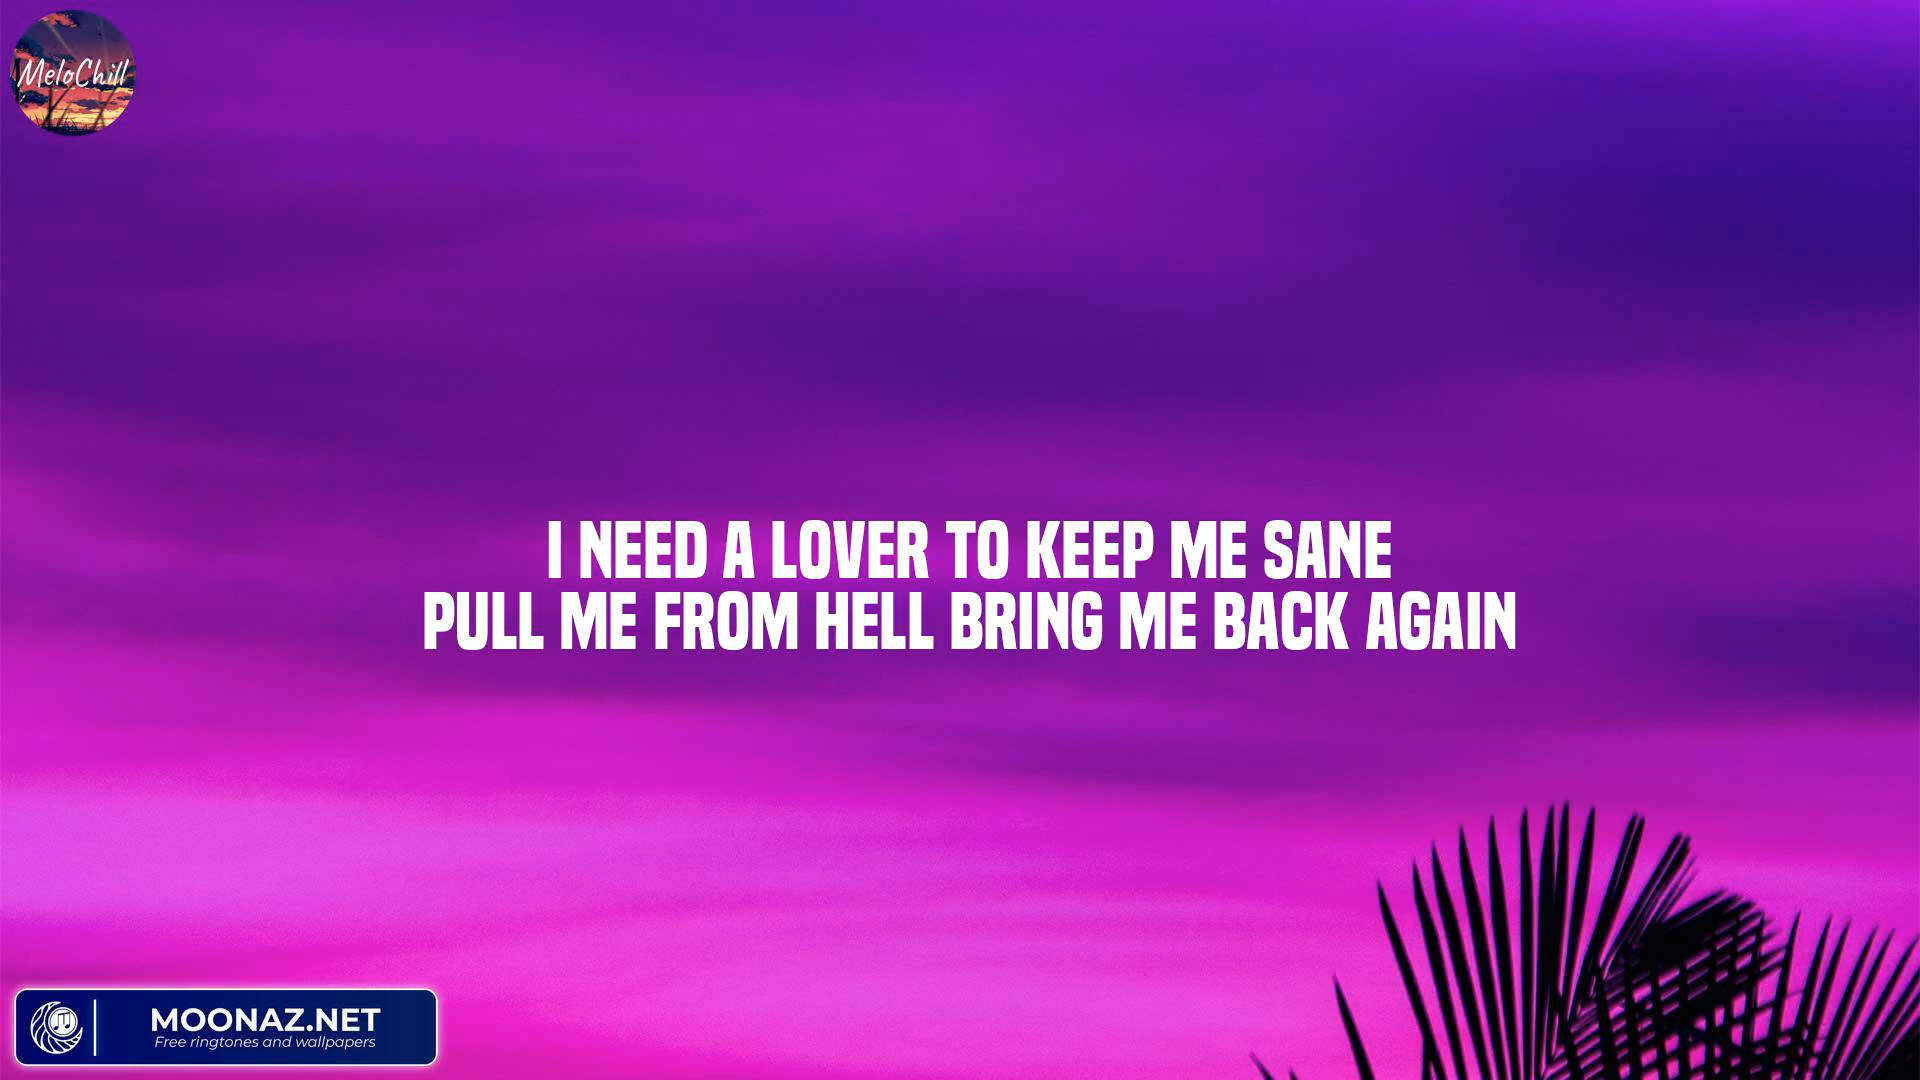 MeloChill
I NEED A LOVER TO KEEP ME SANE
PULL ME FROM HELL BRING ME BACK AGAIN
MOONAZ.NET
Free ringtones and wallpapers